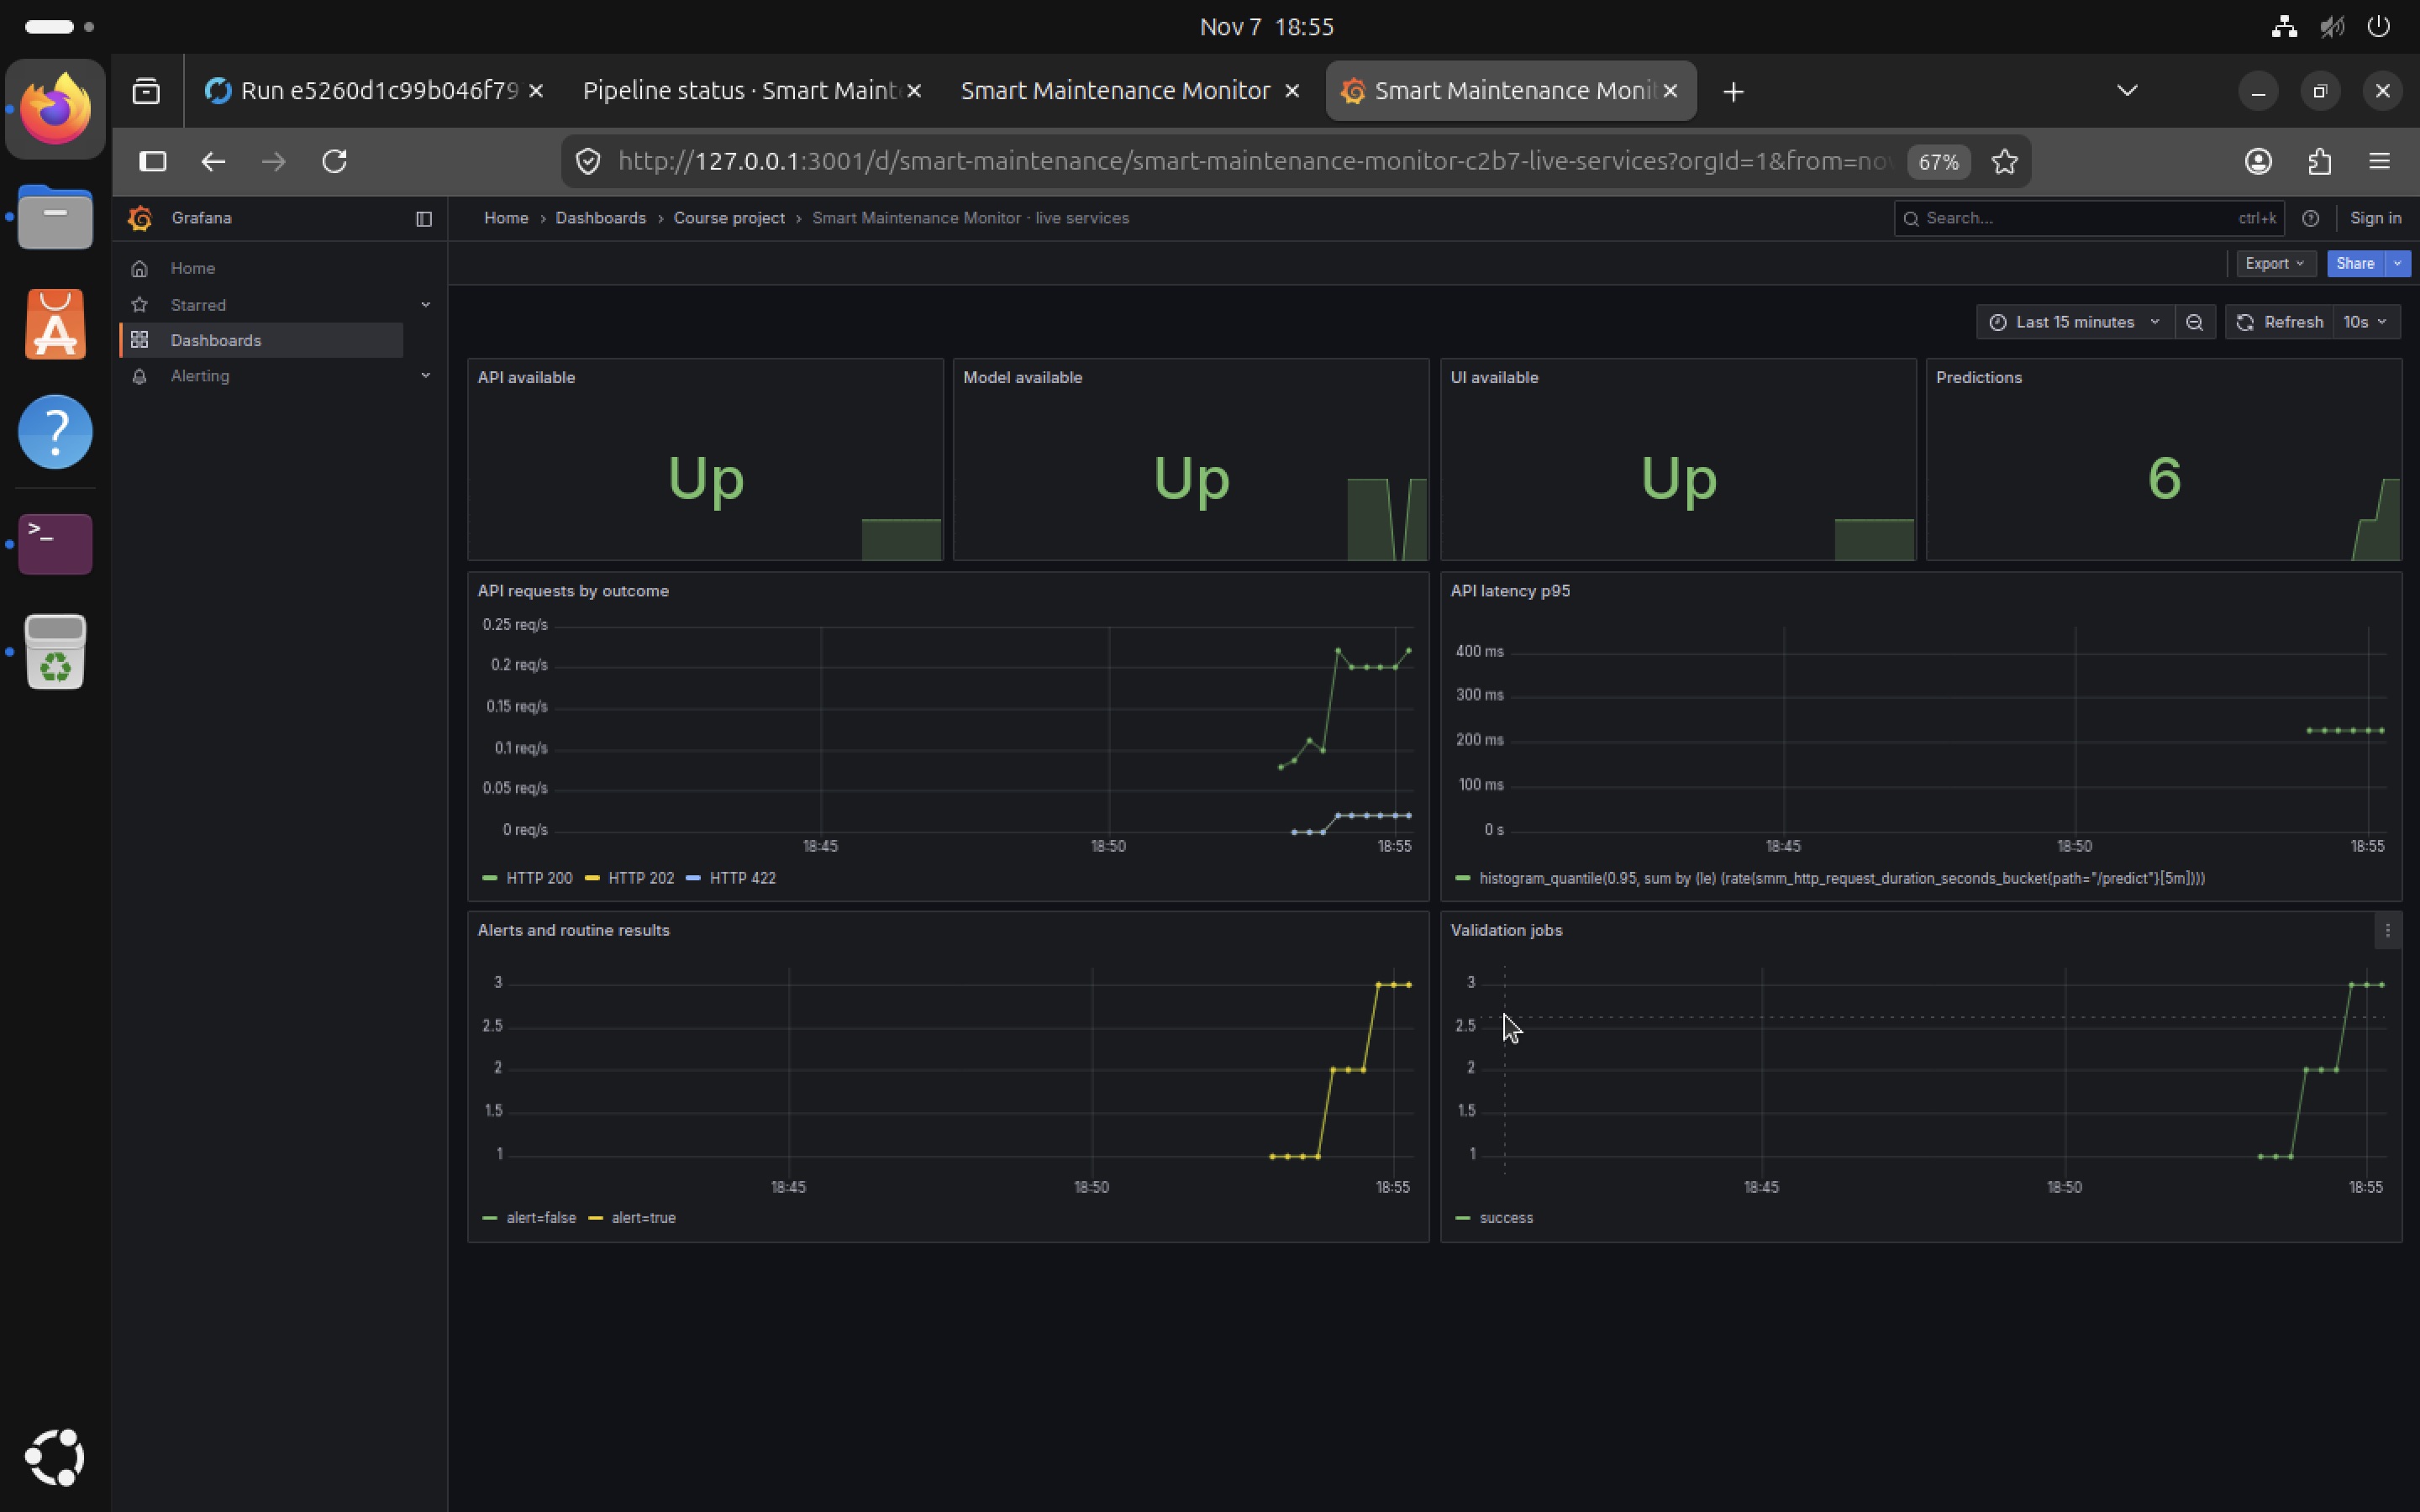 Nov 7 18:55
Run e5260d1c99b046f79
Pipeline status · Smart Maint
Smart Maintenance Monitor
Smart Maintenance Moni
http://127.0.0.1:3001/d/smart-maintenance/smart-maintenance-monitor-c2b7-live-services?orgId=1&from=no
67%
Grafana
Home › Dashboards › Course project › Smart Maintenance Monitor · live services
Search...
ctrl+k
Sign in
Home
Starred
Dashboards
Alerting
Export
Share
Last 15 minutes
Refresh
10s
API available
Up
Model available
Up
UI available
Up
Predictions
6
API requests by outcome
0.25 req/s
0.2 req/s
0.15 req/s
0.1 req/s
0.05 req/s
0 req/s
18:45 18:50 18:55
HTTP 200 HTTP 202 HTTP 422
API latency p95
400 ms
300 ms
200 ms
100 ms
0 s
18:45 18:50 18:55
histogram_quantile(0.95, sum by (le) (rate(smm_http_request_duration_seconds_bucket{path="/predict"}[5m])))
Alerts and routine results
3
2.5
2
1.5
1
18:45 18:50 18:55
alert=false alert=true
Validation jobs
3
2.5
2
1.5
1
18:45 18:50 18:55
success